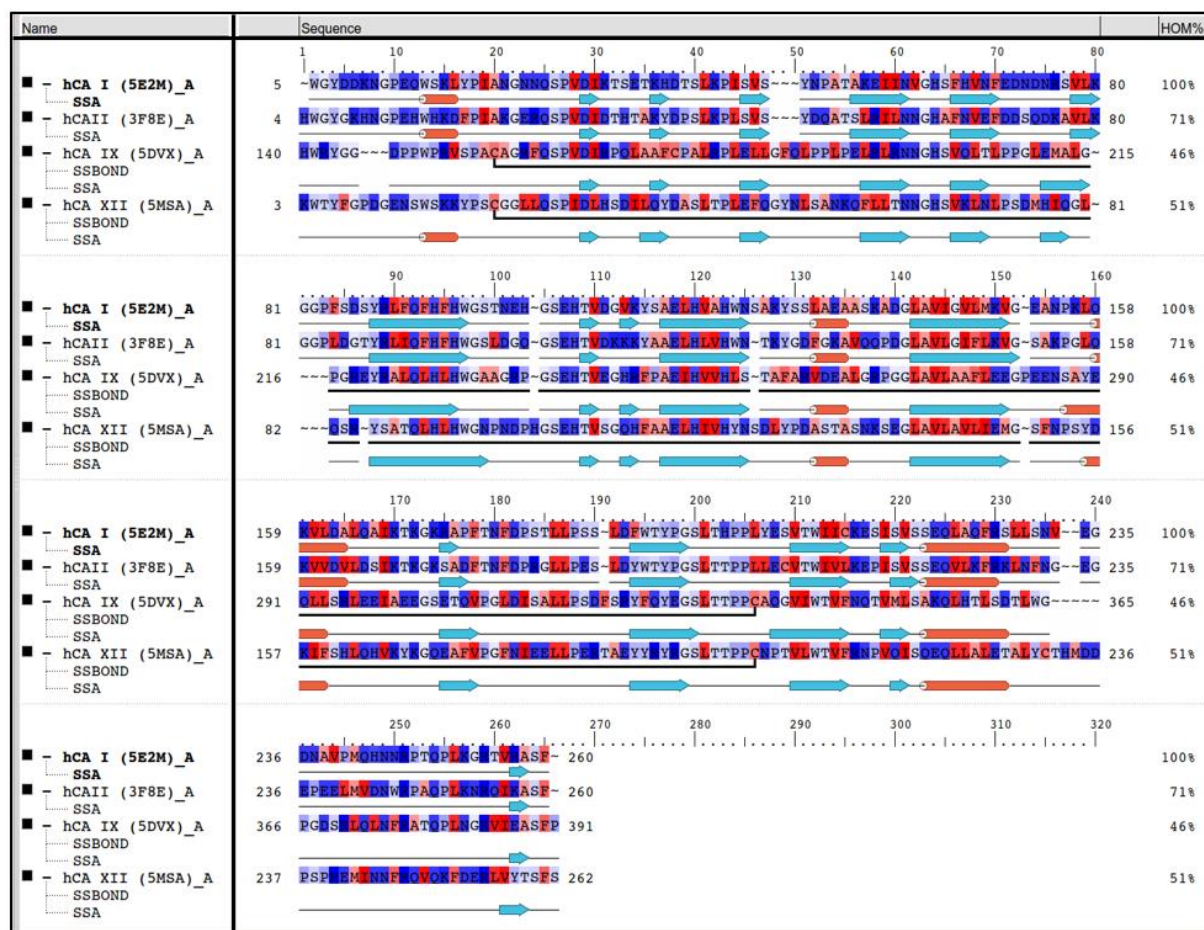 Name Sequence HOM%
1 10 20 30 40 50 60 70 80
hCA I (5E2M)_A 5 ~WGYDDKNGPEQWSKLYPIANGNNQSPVDIKTSETKHDTSLKPISVS~~~YNPATAKEIINVGHSFHVNFEDNDNRSVLK 80 100%
SSA
hCAII (3F8E)_A 4 HWGYGKHNGPEHWHKDFPIAKGERQSPVDIDTHTAKYDPSLKPLSVS~~~YDQATSLRILNNGHAFNVEFDDSQDKAVLK 80 71%
SSA
hCA IX (5DVX)_A 140 HWRYGG~~~DPPWPRVSPACAGRFQSPVDIRPQLAAFCPALRPLELLGFQLPPLPELRLRNNGHSVQLTLPPGLEMALG~ 215 46%
SSBOND
SSA
hCA XII (5MSA)_A 3 KWTYFGPDGENSWSKKYPSCGGLLQSPIDLHSDILQYDASLTPLEFQGYNLSANKQFLLTNNGHSVKLNLPSDMHIQGL~ 81 51%
SSBOND
SSA
90 100 110 120 130 140 150 160
hCA I (5E2M)_A 81 GGPFSDSYRLFQFHFHWGSTNEH~GSEHTVDGVKYSAELHVAHWNSAKYSSLAEAASKADGLAVIGVLMKVG~EANPKLQ 158 100%
SSA
hCAII (3F8E)_A 81 GGPLDGTYRLIQFHFHWGSLDGQ~GSEHTVDKKKYAAELHLVHWN~TKYGDFGKAVQQPDGLAVLGIFLKVG~SAKPGLQ 158 71%
SSA
hCA IX (5DVX)_A 216 ~~~PGREYRALQLHLHWGAAGRP~GSEHTVEGHRFPAEIHVVHLS~TAFARVDEALGRPGGLAVLAAFLEEGPEENSAYE 290 46%
SSBOND
SSA
hCA XII (5MSA)_A 82 ~~~QSR~YSATQLHLHWGNPNDPHGSEHTVSGQHFAAELHIVHYNSDLYPDASTASNKSEGLAVLAVLIEMG~SFNPSYD 156 51%
SSBOND
SSA
170 180 190 200 210 220 230 240
hCA I (5E2M)_A 159 KVLDALQAIKTKGKRAPFTNFDPSTLLPSS~LDFWTYPGSLTHPPLYESVTWIICKESISVSSEQLAQFRSLLSNV~~EG 235 100%
SSA
hCAII (3F8E)_A 159 KVVDVLDSIKTKGKSADFTNFDPRGLLPES~LDYWTYPGSLTTPPLLECVTWIVLKEPISVSSEQVLKFRKLNFNG~~EG 235 71%
SSA
hCA IX (5DVX)_A 291 QLLSRLEEIAEEGSETQVPGLDISALLPSDFSRYFQYEGSLTTPPCAQGVIWTVFNQTVMLSAKQLHTLSDTLWG~~~~~ 365 46%
SSBOND
SSA
hCA XII (5MSA)_A 157 KIFSHLQHVKYKGQEAFVPGFNIEELLPERTAEYYRYRGSLTTPPCNPTVLWTVFRNPVQISQEQLLALETALYCTHMDD 236 51%
SSBOND
SSA
250 260 270 280 290 300 310 320
hCA I (5E2M)_A 236 DNAVPMQHNNRPTQPLKGRTVRASF~ 260 100%
SSA
hCAII (3F8E)_A 236 EPEELMVDNWRPAQPLKNRQIKASF~ 260 71%
SSA
hCA IX (5DVX)_A 366 PGDSRLQLNFRATQPLNGRVIEASFP 391 46%
SSBOND
SSA
hCA XII (5MSA)_A 237 PSPREMINNFRQVQKFDERLVYTSFS 262 51%
SSBOND
SSA